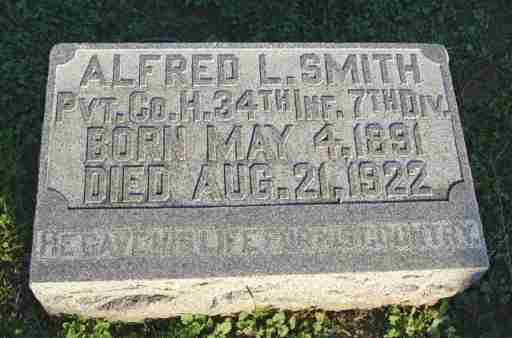 ALFRED L. SMITH
PVT. CO. H. 34TH INF. 7TH DIV.
BORN MAY 4, 1891
DIED AUG. 21, 1922
HE GAVE HIS LIFE FOR HIS COUNTRY.